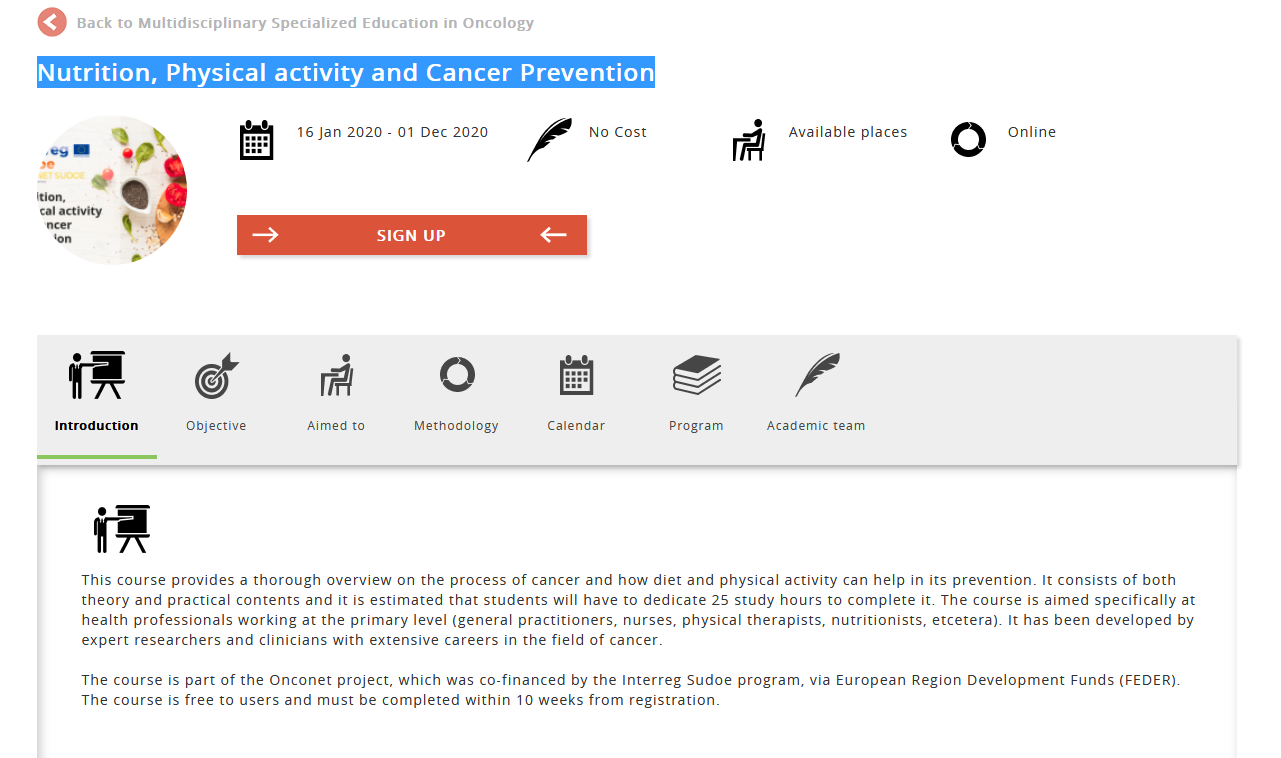 Back to Multidisciplinary Specialized Education in Oncology
Nutrition, Physical activity and Cancer Prevention
16 Jan 2020 - 01 Dec 2020
No Cost
Available places
Online
SUDOE
SIGN UP
Introduction
Objective
Aimed to
Methodology
Calendar
Program
Academic team
This course provides a thorough overview on the process of cancer and how diet and physical activity can help in its prevention. It consists of both
theory and practical contents and it is estimated that students will have to dedicate 25 study hours to complete it. The course is aimed specifically at
health professionals working at the primary level (general practitioners, nurses, physical therapists, nutritionists, etcetera). It has been developed by
expert researchers and clinicians with extensive careers in the field of cancer.
The course is part of the Onconet project, which was co-financed by the Interreg Sudoe program, via European Region Development Funds (FEDER).
The course is free to users and must be completed within 10 weeks from registration.